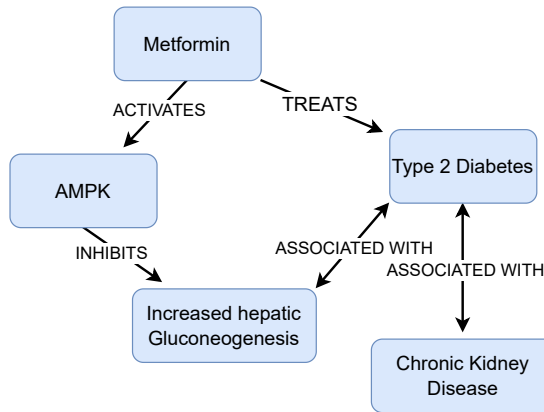 Metformin
ACTIVATES
TREATS
AMPK
Type 2 Diabetes
INHIBITS
ASSOCIATED WITH
ASSOCIATED WITH
Increased hepatic
Gluconeogenesis
Chronic Kidney
Disease